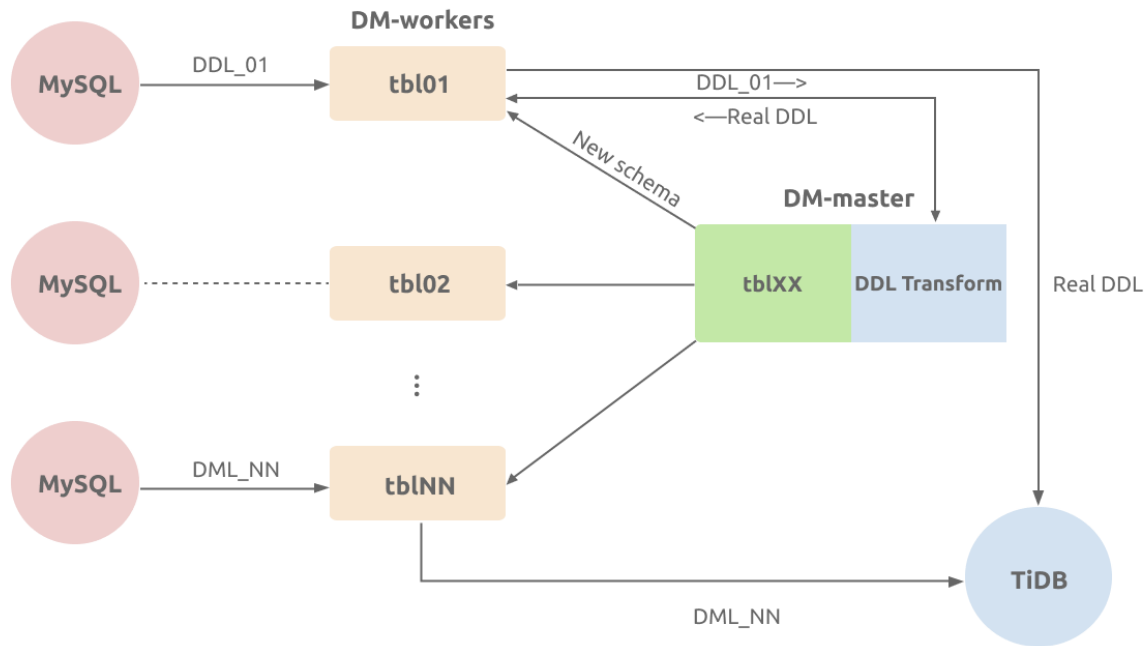 DM-workers
MySQL
DDL_01
tbl01
DDL_01—>
<—Real DDL
New schema
DM-master
MySQL
tbl02
tblXX
DDL Transform
Real DDL
⋮
MySQL
DML_NN
tblNN
TiDB
DML_NN